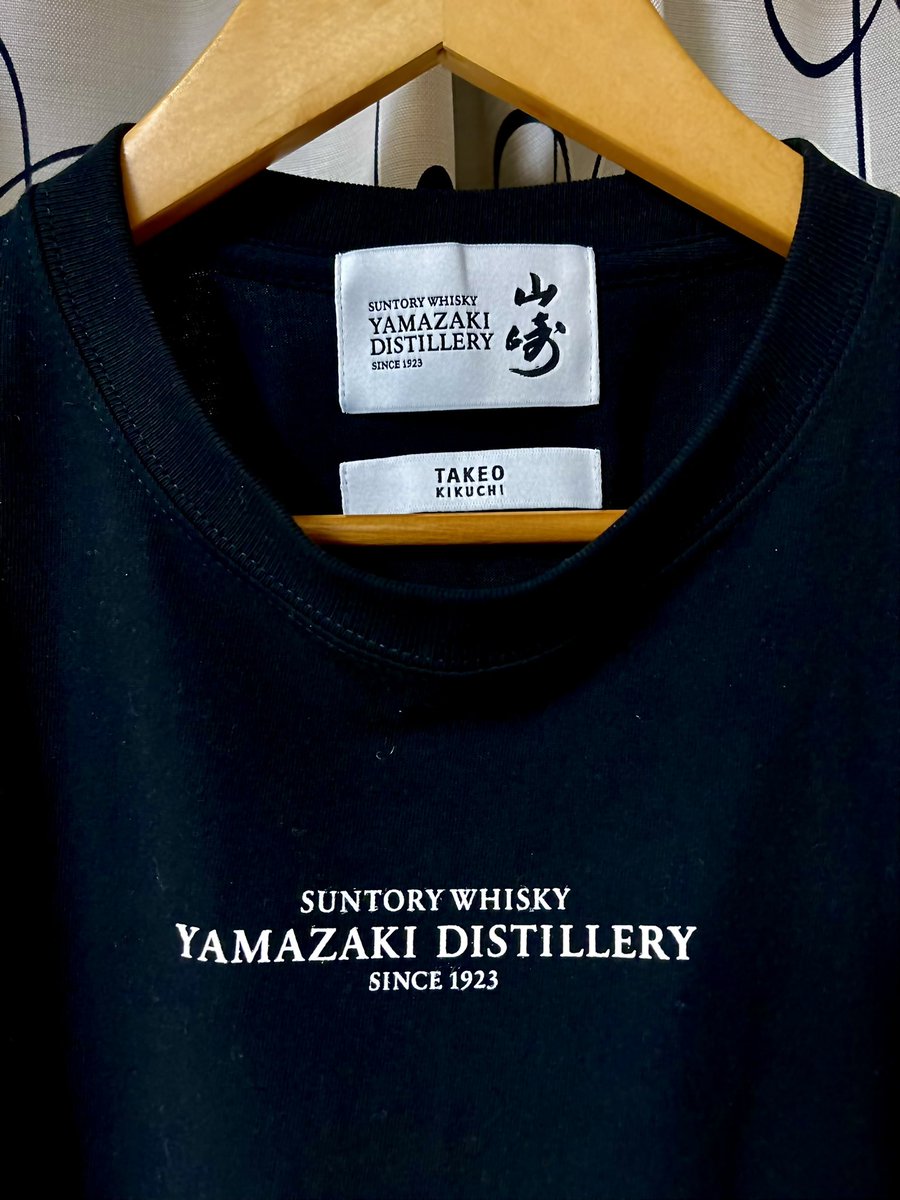 SUNTORY WHISKY
YAMAZAKI
DISTILLERY
SINCE 1923
山崎
TAKEO
KIKUCHI
SUNTORY WHISKY
YAMAZAKI DISTILLERY
SINCE 1923